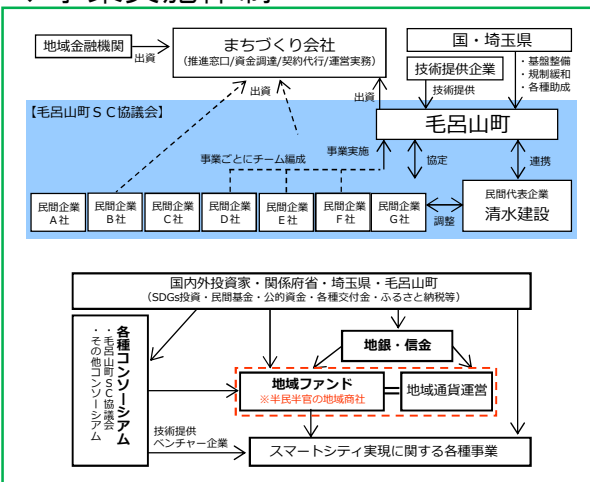 地域金融機関
出資
まちづくり会社
(推進窓口/資金調達/契約代行/運営実務)
国・埼玉県
技術提供企業
・基盤整備
・規制緩和
・各種助成
技術提供
出資
出資
【毛呂山町SC協議会】
毛呂山町
事業ごとにチーム編成
事業実施
協定
連携
民間企業
A社
民間企業
B社
民間企業
C社
民間企業
D社
民間企業
E社
民間企業
F社
民間企業
G社
調整
民間代表企業
清水建設
国内外投資家・関係府省・埼玉県・毛呂山町
(SDGs投資・民間基金・公的資金・各種交付金・ふるさと納税等)
各種コンソーシアム
・毛呂山町SC協議会
・その他コンソーシアム
地銀・信金
地域ファンド
※半民半官の地域商社
地域通貨運営
技術提供
ベンチャー企業
スマートシティ実現に関する各種事業